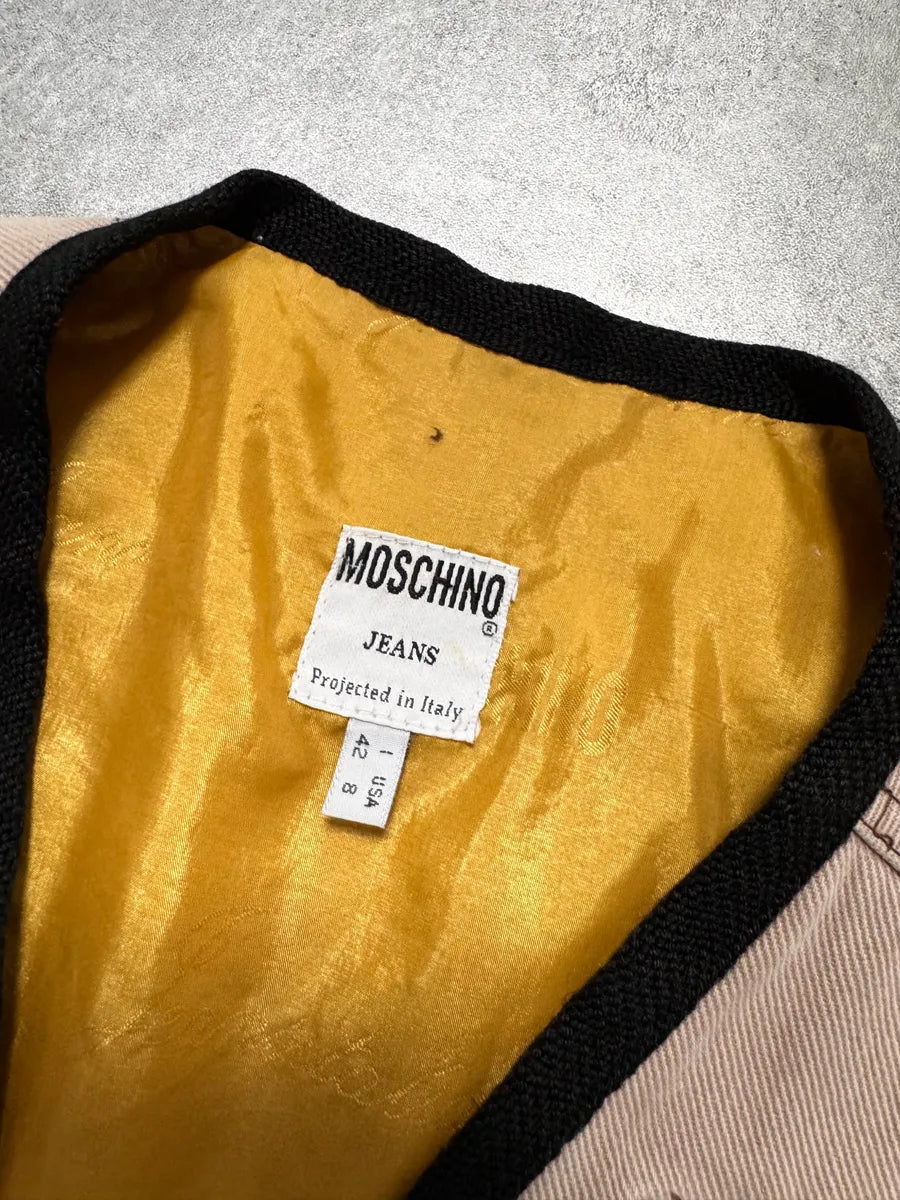 MOSCHINO
®
JEANS
Projected in Italy
I USA
42 8